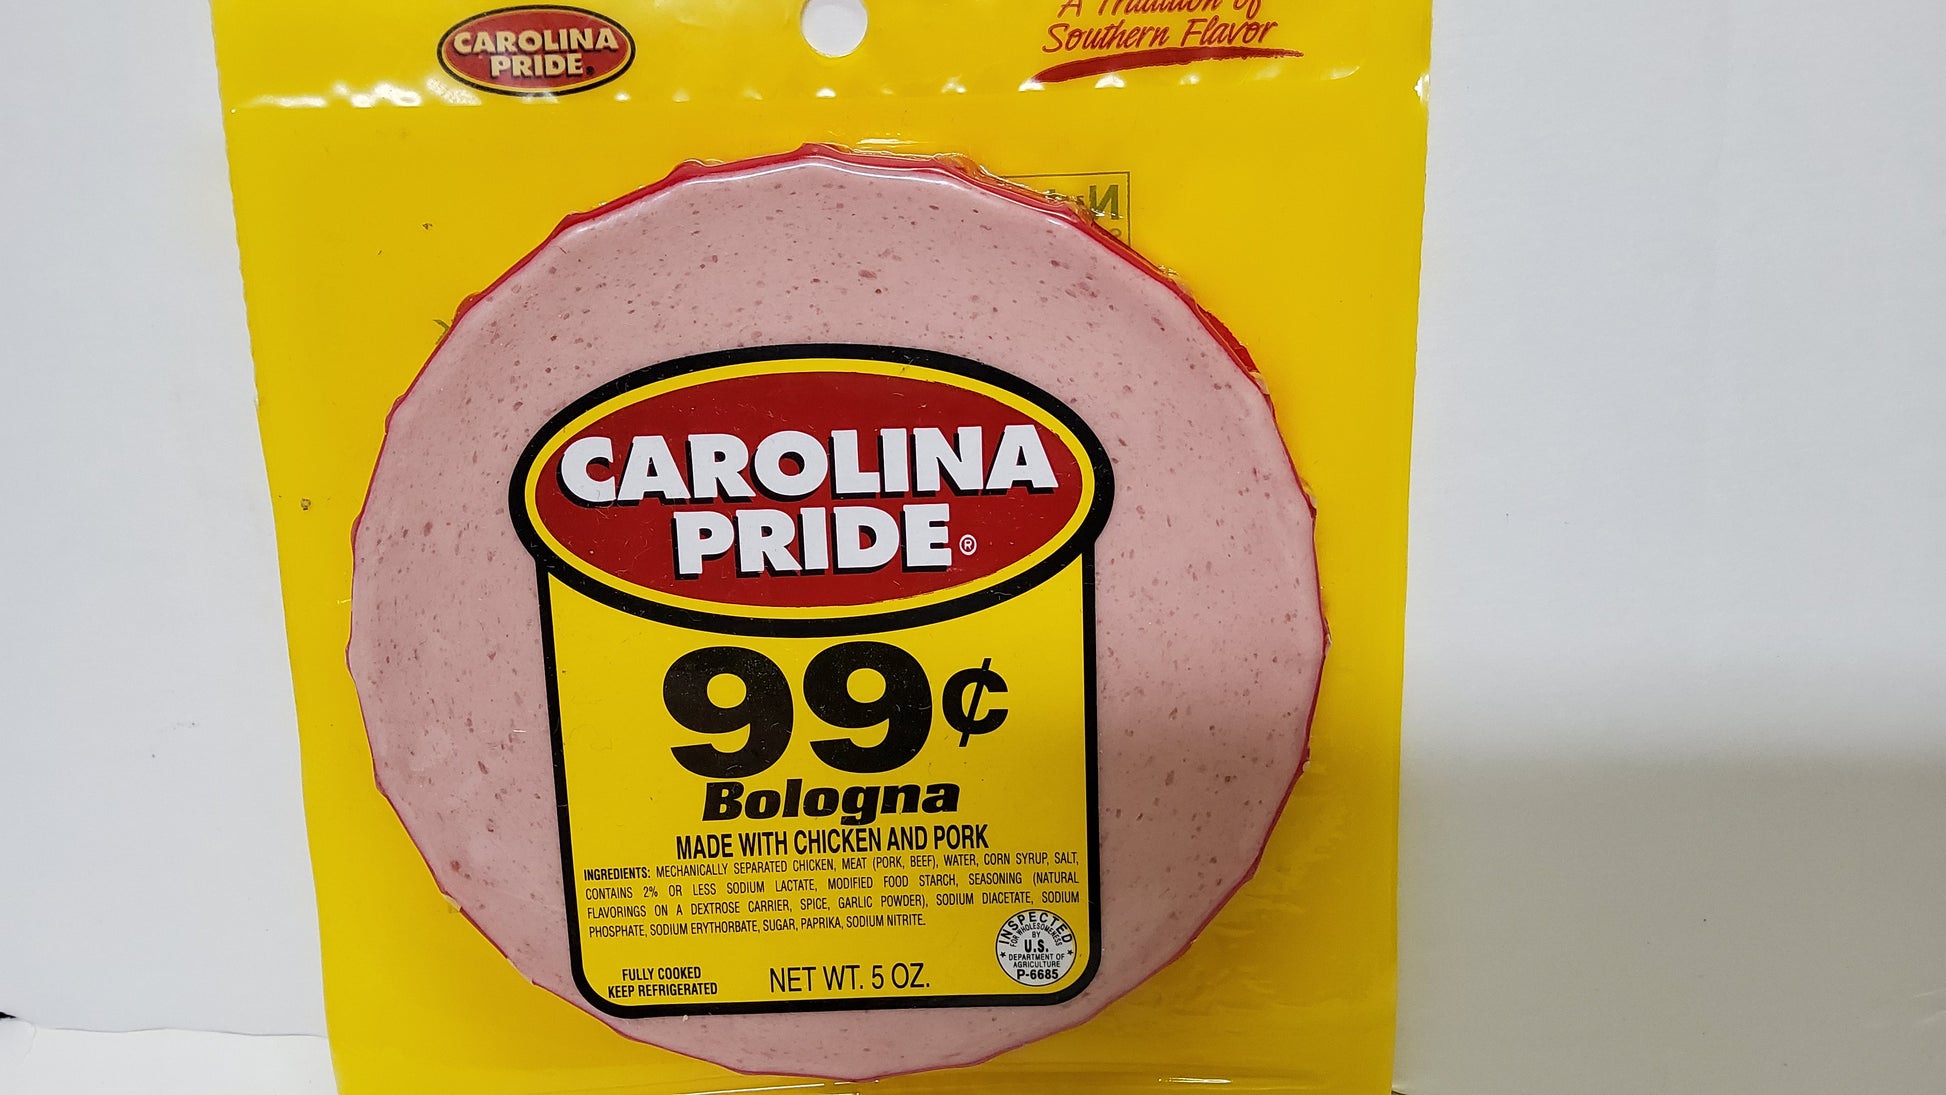 CAROLINA
PRIDE®
A Tradition of
Southern Flavor
CAROLINA
PRIDE®
99¢
Bologna
MADE WITH CHICKEN AND PORK
INGREDIENTS: MECHANICALLY SEPARATED CHICKEN, MEAT (PORK, BEEF), WATER, CORN SYRUP, SALT,
CONTAINS 2% OR LESS SODIUM LACTATE, MODIFIED FOOD STARCH, SEASONING (NATURAL
FLAVORINGS ON A DEXTROSE CARRIER, SPICE, GARLIC POWDER), SODIUM DIACETATE, SODIUM
PHOSPHATE, SODIUM ERYTHORBATE, SUGAR, PAPRIKA, SODIUM NITRITE.
FULLY COOKED
KEEP REFRIGERATED
NET WT. 5 OZ.
INSPECTED
FOR WHOLESOMENESS
BY
U.S.
DEPARTMENT OF
AGRICULTURE
P-6685